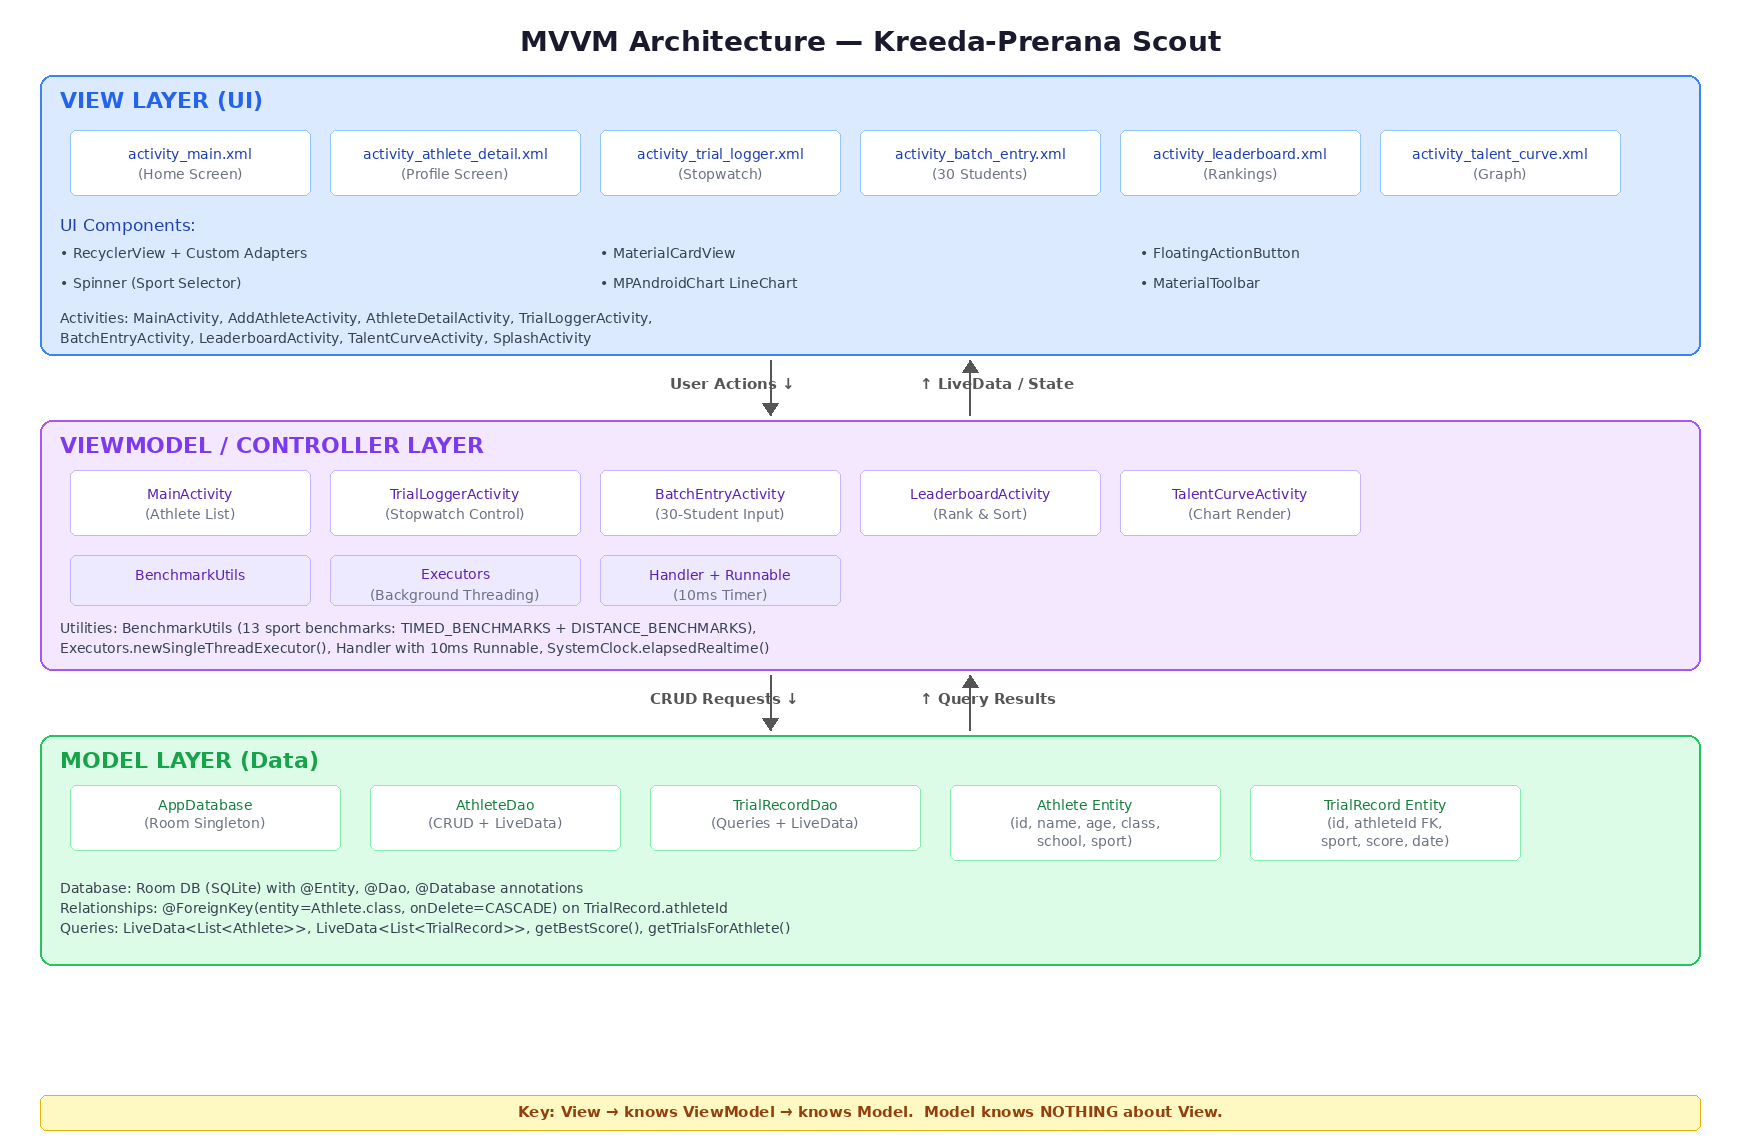 MVVM Architecture — Kreeda-Prerana Scout
VIEW LAYER (UI)
activity_main.xml
(Home Screen)
activity_athlete_detail.xml
(Profile Screen)
activity_trial_logger.xml
(Stopwatch)
activity_batch_entry.xml
(30 Students)
activity_leaderboard.xml
(Rankings)
activity_talent_curve.xml
(Graph)
UI Components:
• RecyclerView + Custom Adapters
• MaterialCardView
• FloatingActionButton
• Spinner (Sport Selector)
• MPAndroidChart LineChart
• MaterialToolbar
Activities: MainActivity, AddAthleteActivity, AthleteDetailActivity, TrialLoggerActivity,
BatchEntryActivity, LeaderboardActivity, TalentCurveActivity, SplashActivity
User Actions ↓
↑ LiveData / State
VIEWMODEL / CONTROLLER LAYER
MainActivity
(Athlete List)
TrialLoggerActivity
(Stopwatch Control)
BatchEntryActivity
(30-Student Input)
LeaderboardActivity
(Rank & Sort)
TalentCurveActivity
(Chart Render)
BenchmarkUtils
Executors
(Background Threading)
Handler + Runnable
(10ms Timer)
Utilities: BenchmarkUtils (13 sport benchmarks: TIMED_BENCHMARKS + DISTANCE_BENCHMARKS),
Executors.newSingleThreadExecutor(), Handler with 10ms Runnable, SystemClock.elapsedRealtime()
CRUD Requests ↓
↑ Query Results
MODEL LAYER (Data)
AppDatabase
(Room Singleton)
AthleteDao
(CRUD + LiveData)
TrialRecordDao
(Queries + LiveData)
Athlete Entity
(id, name, age, class,
school, sport)
TrialRecord Entity
(id, athleteId FK,
sport, score, date)
Database: Room DB (SQLite) with @Entity, @Dao, @Database annotations
Relationships: @ForeignKey(entity=Athlete.class, onDelete=CASCADE) on TrialRecord.athleteId
Queries: LiveData<List<Athlete>>, LiveData<List<TrialRecord>>, getBestScore(), getTrialsForAthlete()
Key: View → knows ViewModel → knows Model.  Model knows NOTHING about View.